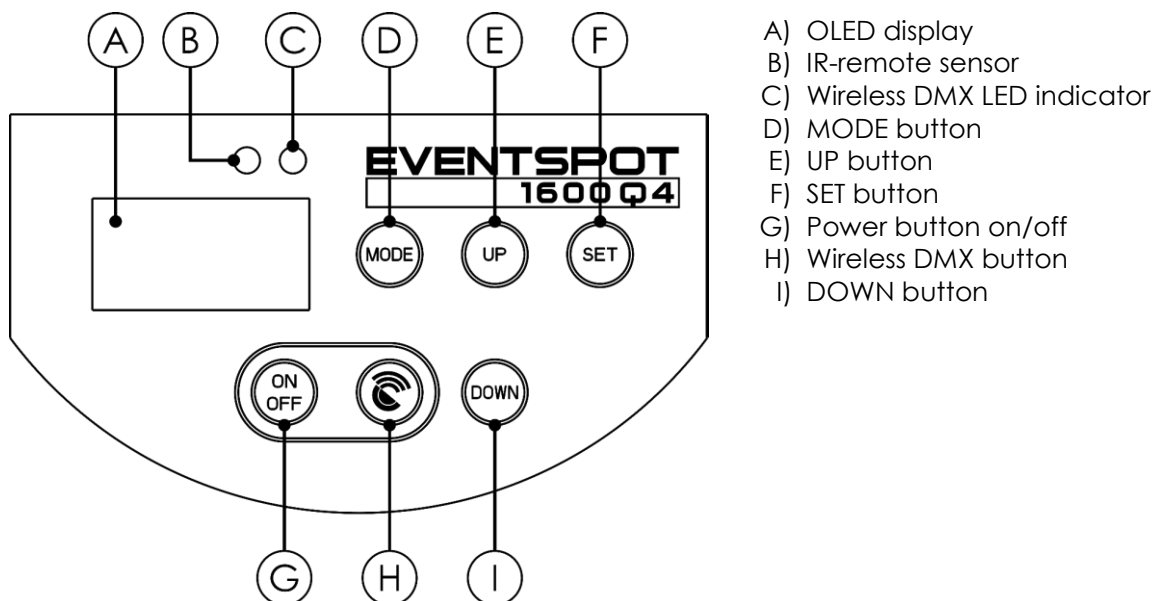 A B C D E F
EVENTSPOT
1600 Q4
MODE UP SET
ON
OFF
DOWN
G H I
A) OLED display
B) IR-remote sensor
C) Wireless DMX LED indicator
D) MODE button
E) UP button
F) SET button
G) Power button on/off
H) Wireless DMX button
I) DOWN button